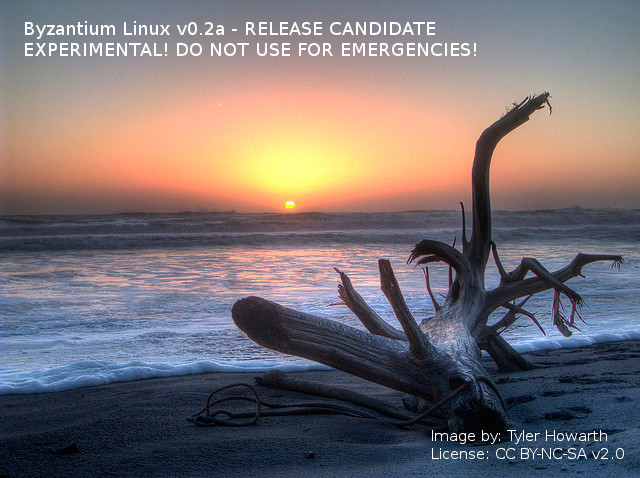 Byzantium Linux v0.2a - RELEASE CANDIDATE
EXPERIMENTAL! DO NOT USE FOR EMERGENCIES!
Image by: Tyler Howarth
License: CC BY-NC-SA v2.0